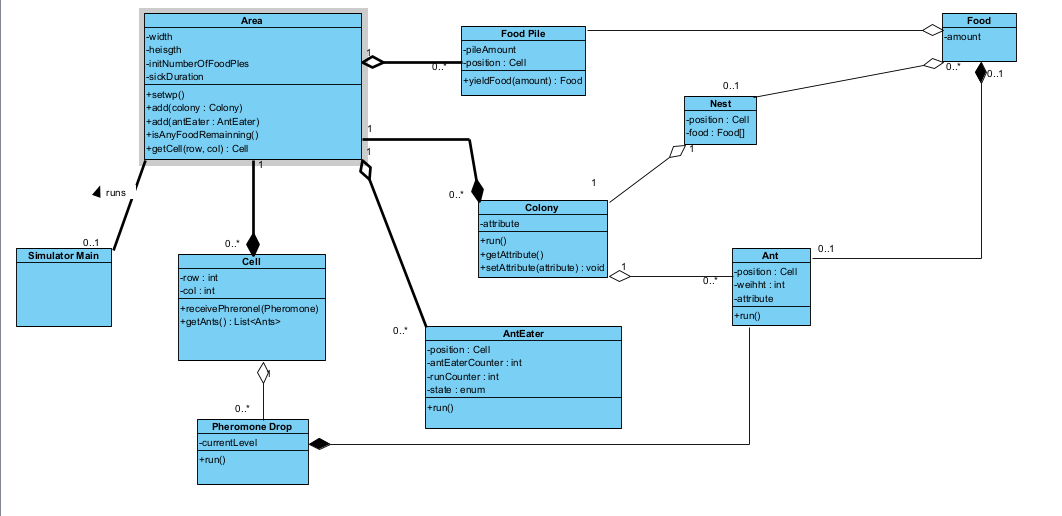 Area
-width
-heisgth
-initNumberOfFoodPles
-sickDuration
+setwp()
+add(colony : Colony)
+add(antEater : AntEater)
+isAnyFoodRemainning()
+getCell(row, col) : Cell
1
0..*
Food Pile
-pileAmount
-position : Cell
+yieldFood(amount) : Food
Food
-amount
0..*
0..1
0..1
Nest
-position : Cell
-food : Food[]
1
1
1
1
1
0..*
Colony
-attribute
+run()
+getAttribute()
+setAttribute(attribute) : void
1
0..*
0..1
Ant
-position : Cell
-weihht : int
-attribute
+run()
runs
0..1
Simulator Main
0..*
Cell
-row : int
-col : int
+receivePhreronel(Pheromone)
+getAnts() : List<Ants>
1
0..*
0..*
AntEater
-position : Cell
-antEaterCounter : int
-runCounter : int
-state : enum
+run()
Pheromone Drop
-currentLevel
+run()